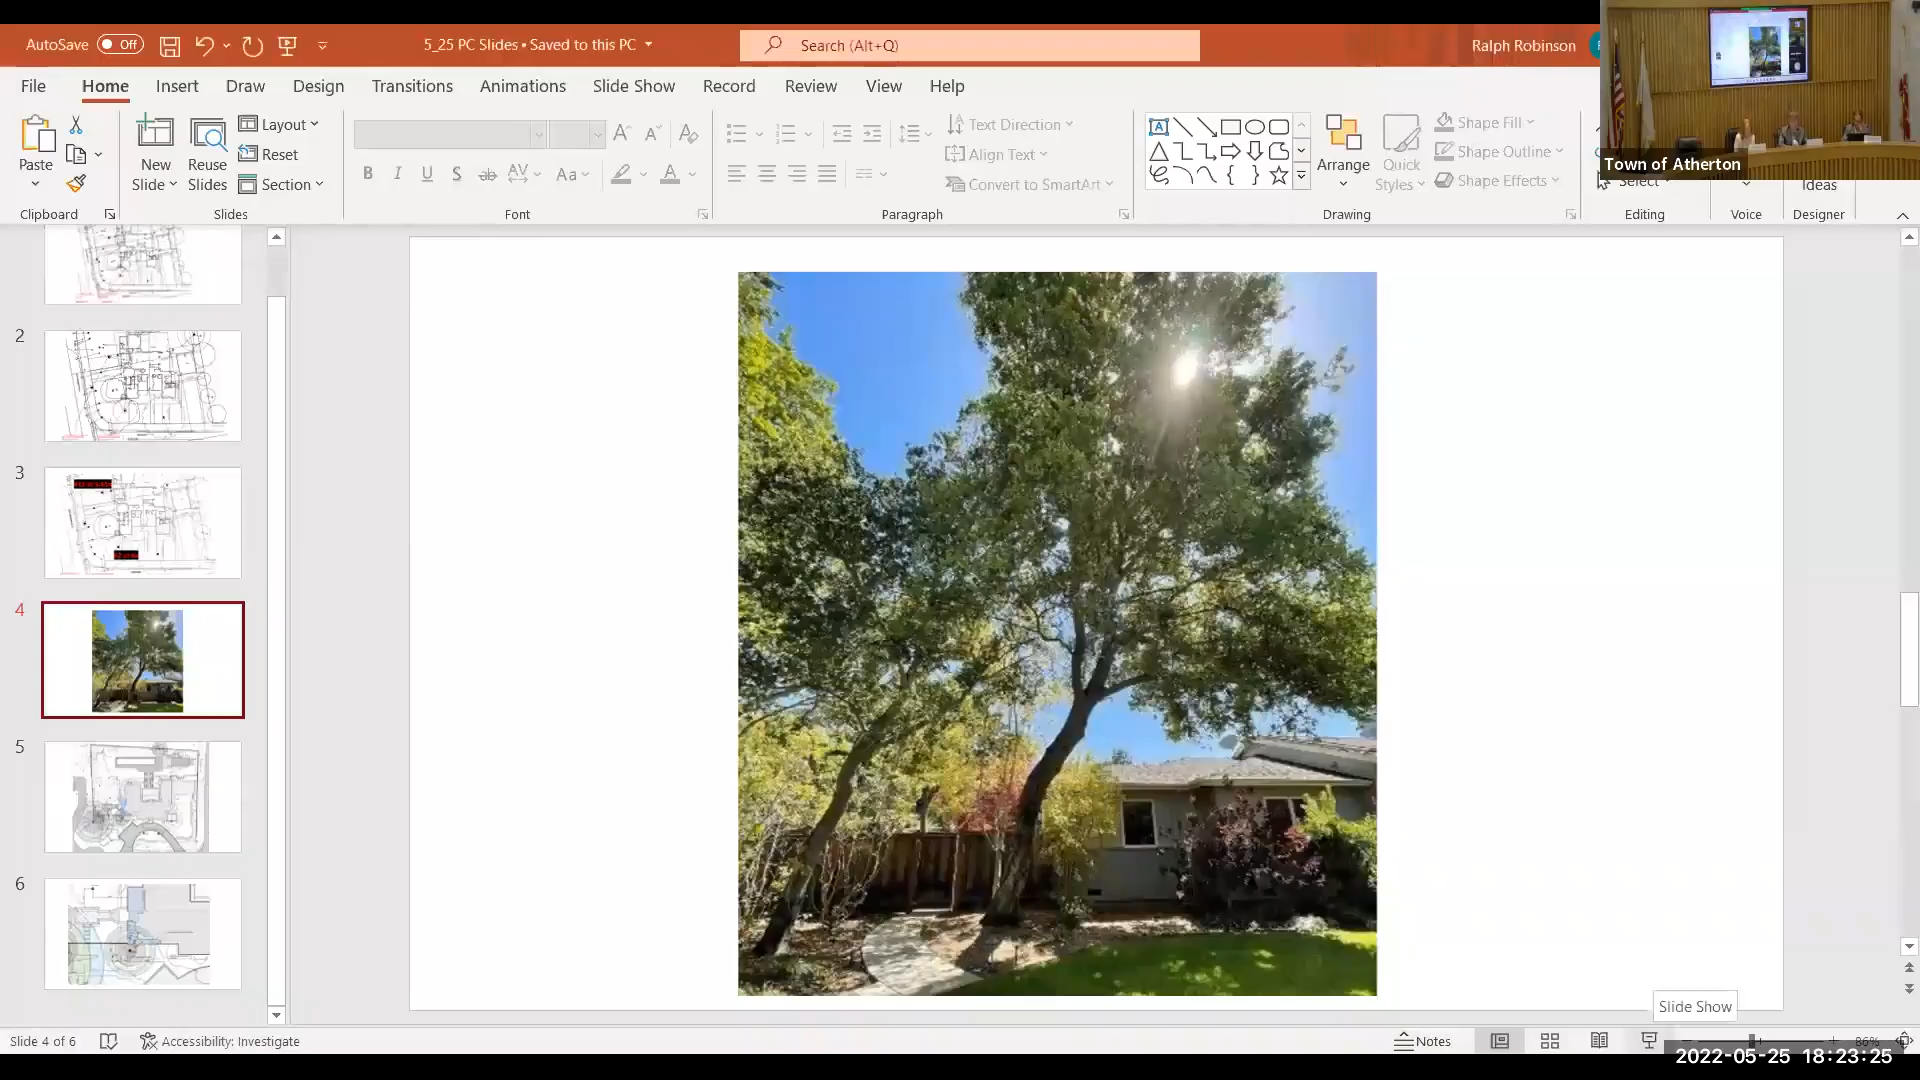 AutoSave Off 5_25 PC Slides • Saved to this PC Search (Alt+Q) Ralph Robinson
File Home Insert Draw Design Transitions Animations Slide Show Record Review View Help
Paste
New Slide
Reuse Slides
Layout
Reset
Section
B I U S ab AV Aa A
Text Direction
Align Text
Convert to SmartArt
Arrange
Quick Styles
Shape Fill
Shape Outline
Shape Effects
Select
Town of Atherton
Ideas
Clipboard Slides Font Paragraph Drawing Editing Voice Designer
2
3
4
5
6
Slide Show
Slide 4 of 6 Accessibility: Investigate Notes 86%
2022-05-25 18:23:25